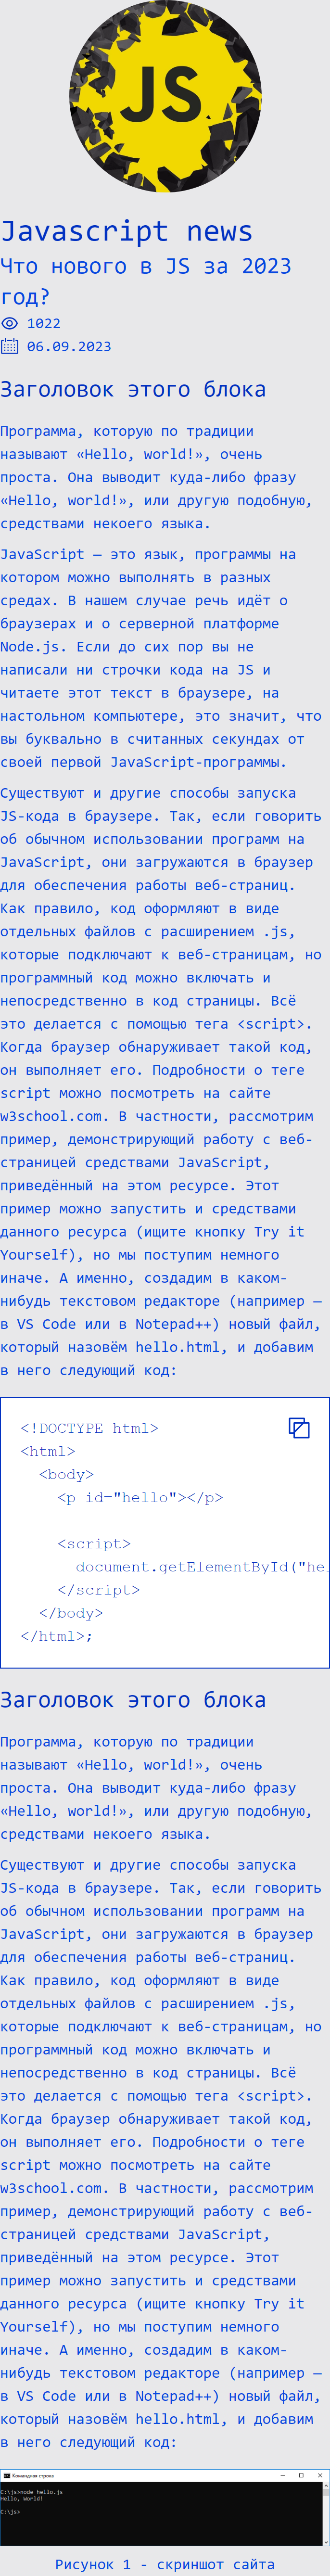 JS
Javascript news
Что нового в JS за 2023
год?
1022
06.09.2023
Заголовок этого блока
Программа, которую по традиции
называют «Hello, world!», очень
проста. Она выводит куда-либо фразу
«Hello, world!», или другую подобную,
средствами некоего языка.
JavaScript — это язык, программы на
котором можно выполнять в разных
средах. В нашем случае речь идёт о
браузерах и о серверной платформе
Node.js. Если до сих пор вы не
написали ни строчки кода на JS и
читаете этот текст в браузере, на
настольном компьютере, это значит, что
вы буквально в считанных секундах от
своей первой JavaScript-программы.
Существуют и другие способы запуска
JS-кода в браузере. Так, если говорить
об обычном использовании программ на
JavaScript, они загружаются в браузер
для обеспечения работы веб-страниц.
Как правило, код оформляют в виде
отдельных файлов с расширением .js,
которые подключают к веб-страницам, но
программный код можно включать и
непосредственно в код страницы. Всё
это делается с помощью тега <script>.
Когда браузер обнаруживает такой код,
он выполняет его. Подробности о теге
script можно посмотреть на сайте
w3school.com. В частности, рассмотрим
пример, демонстрирующий работу с веб-
страницей средствами JavaScript,
приведённый на этом ресурсе. Этот
пример можно запустить и средствами
данного ресурса (ищите кнопку Try it
Yourself), но мы поступим немного
иначе. А именно, создадим в каком-
нибудь текстовом редакторе (например —
в VS Code или в Notepad++) новый файл,
который назовём hello.html, и добавим
в него следующий код:
<!DOCTYPE html>
<html>
<body>
<p id="hello"></p>
<script>
document.getElementById("hel
</script>
</body>
</html>;
Заголовок этого блока
Программа, которую по традиции
называют «Hello, world!», очень
проста. Она выводит куда-либо фразу
«Hello, world!», или другую подобную,
средствами некоего языка.
Существуют и другие способы запуска
JS-кода в браузере. Так, если говорить
об обычном использовании программ на
JavaScript, они загружаются в браузер
для обеспечения работы веб-страниц.
Как правило, код оформляют в виде
отдельных файлов с расширением .js,
которые подключают к веб-страницам, но
программный код можно включать и
непосредственно в код страницы. Всё
это делается с помощью тега <script>.
Когда браузер обнаруживает такой код,
он выполняет его. Подробности о теге
script можно посмотреть на сайте
w3school.com. В частности, рассмотрим
пример, демонстрирующий работу с веб-
страницей средствами JavaScript,
приведённый на этом ресурсе. Этот
пример можно запустить и средствами
данного ресурса (ищите кнопку Try it
Yourself), но мы поступим немного
иначе. А именно, создадим в каком-
нибудь текстовом редакторе (например —
в VS Code или в Notepad++) новый файл,
который назовём hello.html, и добавим
в него следующий код:
Командная строка
C:\js>node hello.js
Hello, World!
C:\js>
Рисунок 1 - скриншот сайта